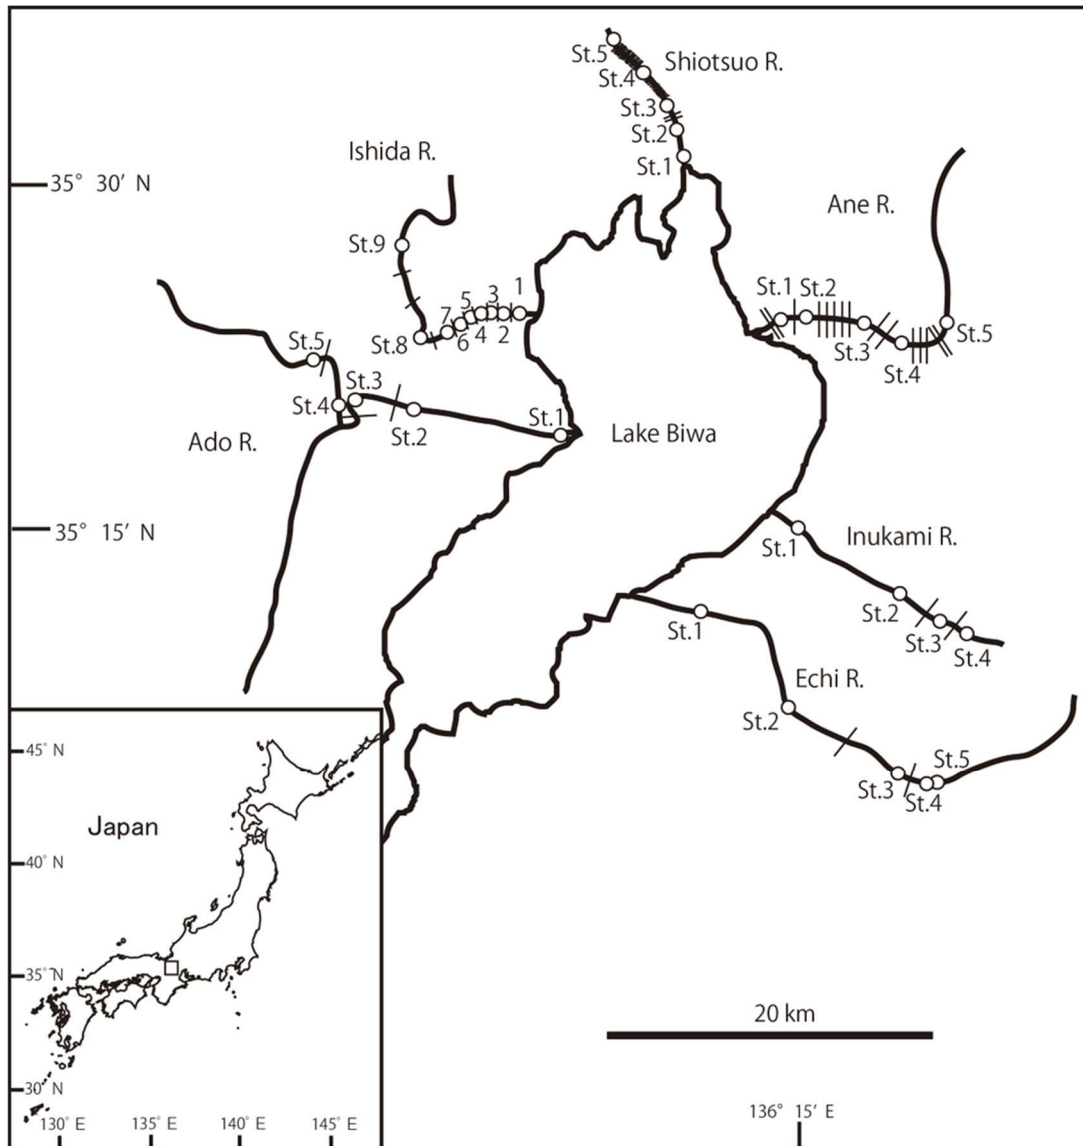 St.5
Shiotsuo R.
St.4
St.3
St.2
St.1
Ishida R.
35° 30′ N
Ane R.
St.9
St.1
St.2
1
3
5
7
2
4
6
St.8
St.5
St.3
St.4
St.5
St.3
St.4
St.2
St.1
Ado R.
Lake Biwa
35° 15′ N
St.1
Inukami R.
St.2
St.3
St.4
St.1
Echi R.
St.2
St.5
St.3
St.4
45° N
Japan
40° N
35° N
30° N
130° E
135° E
140° E
145° E
20 km
136° 15′ E